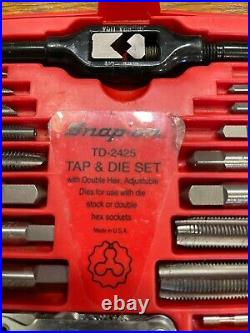 Snap-on
TD-2425
TAP & DIE SET
with Double Hex, Adjustable
Dies for use with die
stock or double
hex sockets
Made in U.S.A.